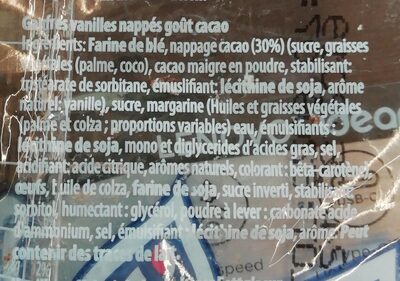 Gaufres vanilles nappés goût cacao
Ingrédients: Farine de blé, nappage cacao (30%) (sucre, graisses
végétales (palme, coco), cacao maigre en poudre, stabilisant:
tristéarate de sorbitane, émulsifiant: lécithine de soja, arôme
naturel: vanille), sucre, margarine (Huiles et graisses végétales
(palme et colza ; proportions variables) eau, émulsifiants :
lécithine de soja, mono et diglycerides d'acides gras, sel,
acidifiant: acide citrique, arômes naturels, colorant : bêta-carotène),
œufs, huile de colza, farine de soja, sucre inverti, stabilisant:
sorbitol, humectant : glycérol, poudre à lever : carbonate acide
d'ammonium, sel, émulsifiant : lécithine de soja, arôme. Peut
contenir des traces de lait
speed